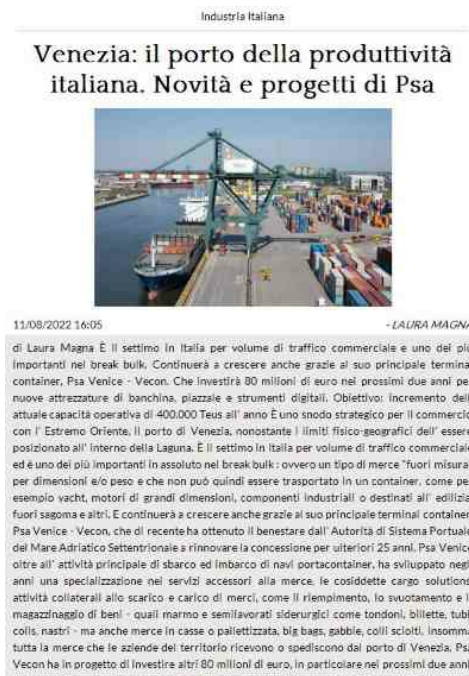 Industria Italiana
Venezia: il porto della produttività
italiana. Novità e progetti di Psa
11/08/2022 16:05
- LAURA MAGNA
di Laura Magna È Il settimo in Italia per volume di traffico commerciale e uno dei più
importanti nel break bulk. Continuerà a crescere anche grazie al suo principale termina
container, Psa Venice - Vecon. Che investirà 80 milioni di euro nei prossimi due anni pe
nuove attrezzature di banchina, piazzale e strumenti digitali. Obiettivo: incremento dell
attuale capacità operativa di 400.000 Teus all' anno È uno snodo strategico per il commercio
con l' Estremo Oriente, il porto di Venezia, nonostante i limiti fisico-geografici dell' essere
posizionato all' interno della Laguna. È il settimo in Italia per volume di traffico commerciale
ed è uno dei più importanti in assoluto nel break bulk : ovvero un tipo di merce "fuori misura
per dimensioni e/o peso e che non può quindi essere trasportato in un container, come pe
esempio yacht, motori di grandi dimensioni, componenti industriali o destinati all' edilizia
fuori sagoma e altri. E continuerà a crescere anche grazie al suo principale terminal container
Psa Venice - Vecon, che di recente ha ottenuto il benestare dall' Autorità di Sistema Portuale
del Mare Adriatico Settentrionale a rinnovare la concessione per ulteriori 25 anni. Psa Venice
oltre all' attività principale di sbarco ed imbarco di navi portacontainer, ha sviluppato negl
anni una specializzazione nei servizi accessori alla merce, le cosiddette cargo solutions
attività collaterali allo scarico e carico di merci, come il riempimento, lo svuotamento e i
magazzinaggio di beni - quali marmo e semilavorati siderurgici come tondoni, billette, tubi
coils, nastri - ma anche merce in casse o pallettizzata, big bags, gabbie, colli sciolti, insomma
tutta la merce che le aziende del territorio ricevono o spediscono dal porto di Venezia. Psa
Vecon ha in progetto di investire altri 80 milioni di euro, in particolare nei prossimi due anni